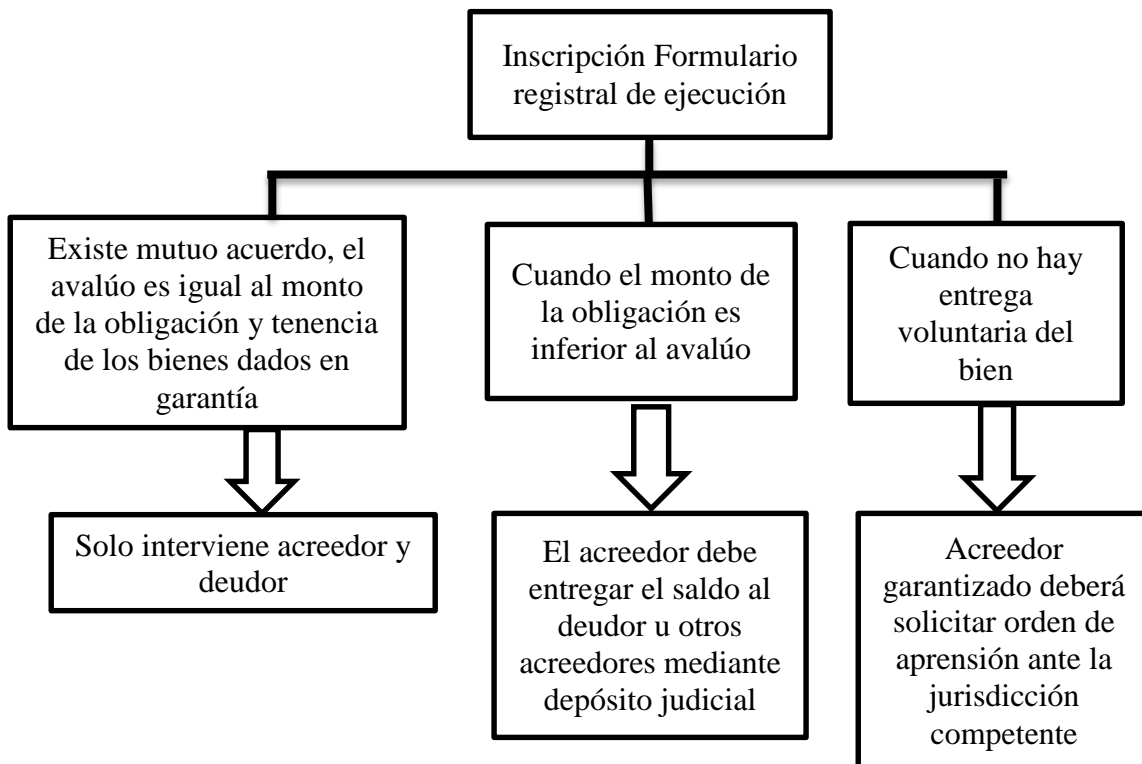 Inscripción Formulario
registral de ejecución
Existe mutuo acuerdo, el
avalúo es igual al monto
de la obligación y tenencia
de los bienes dados en
garantía
Cuando el monto de
la obligación es
inferior al avalúo
Cuando no hay
entrega
voluntaria del
bien
Solo interviene acreedor y
deudor
El acreedor debe
entregar el saldo al
deudor u otros
acreedores mediante
depósito judicial
Acreedor
garantizado deberá
solicitar orden de
aprensión ante la
jurisdicción
competente